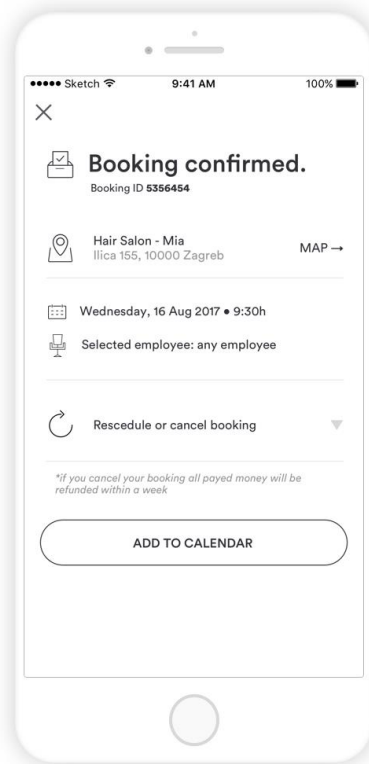 Sketch 9:41 AM 100%
Booking confirmed.
Booking ID 5356454
Hair Salon - Mia
Ilica 155, 10000 Zagreb
MAP →
Wednesday, 16 Aug 2017 • 9:30h
Selected employee: any employee
Rescedule or cancel booking
*if you cancel your booking all payed money will be
refunded within a week
ADD TO CALENDAR